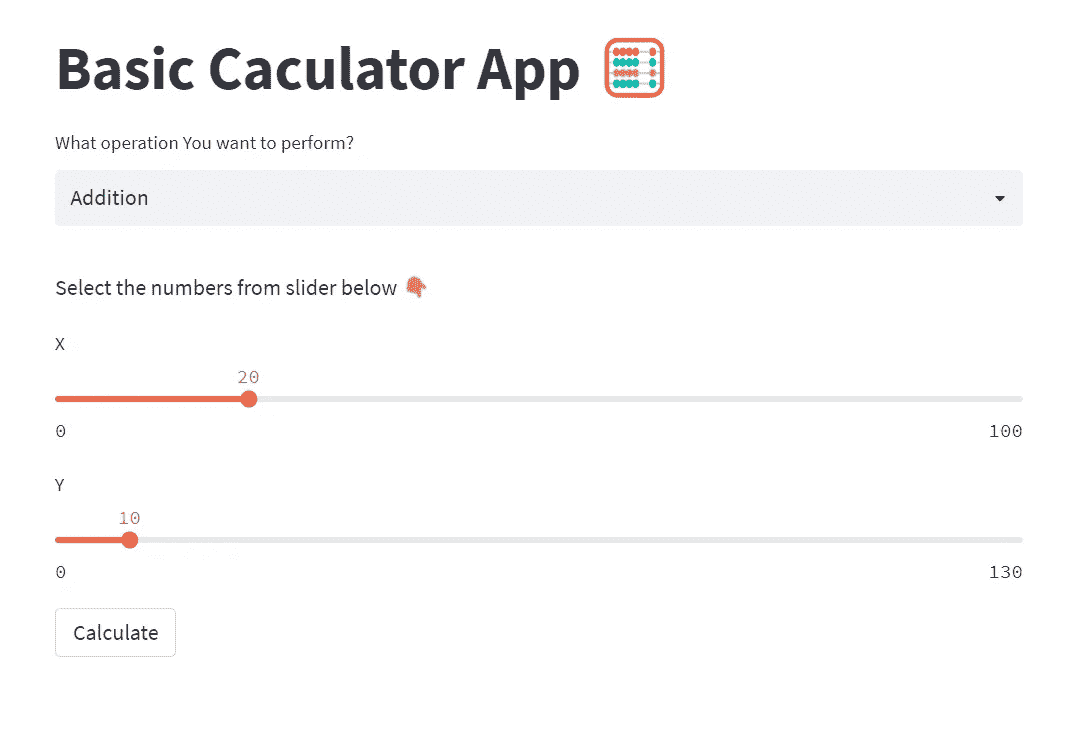 Basic Caculator App 🧮
What operation You want to perform?
Addition
Select the numbers from slider below 👇
X
20
0 100
Y
10
0 130
Calculate